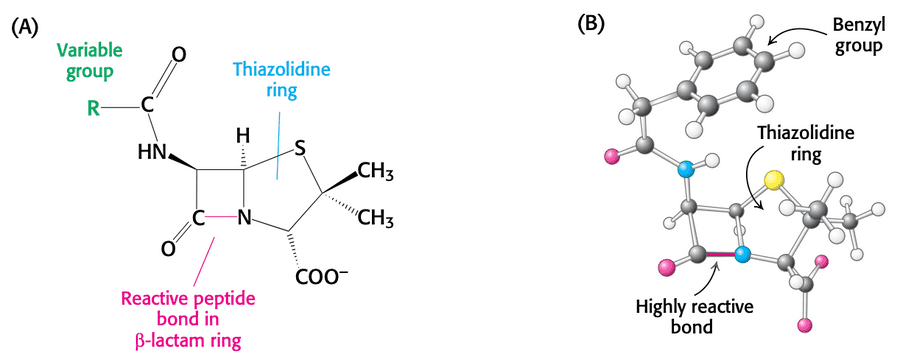 (A)
Variable
group
O
Thiazolidine
ring
R
C
H
HN
S
CH3
C
N
CH3
O
COO−
Reactive peptide
bond in
β-lactam ring
(B)
Benzyl
group
Thiazolidine
ring
Highly reactive
bond